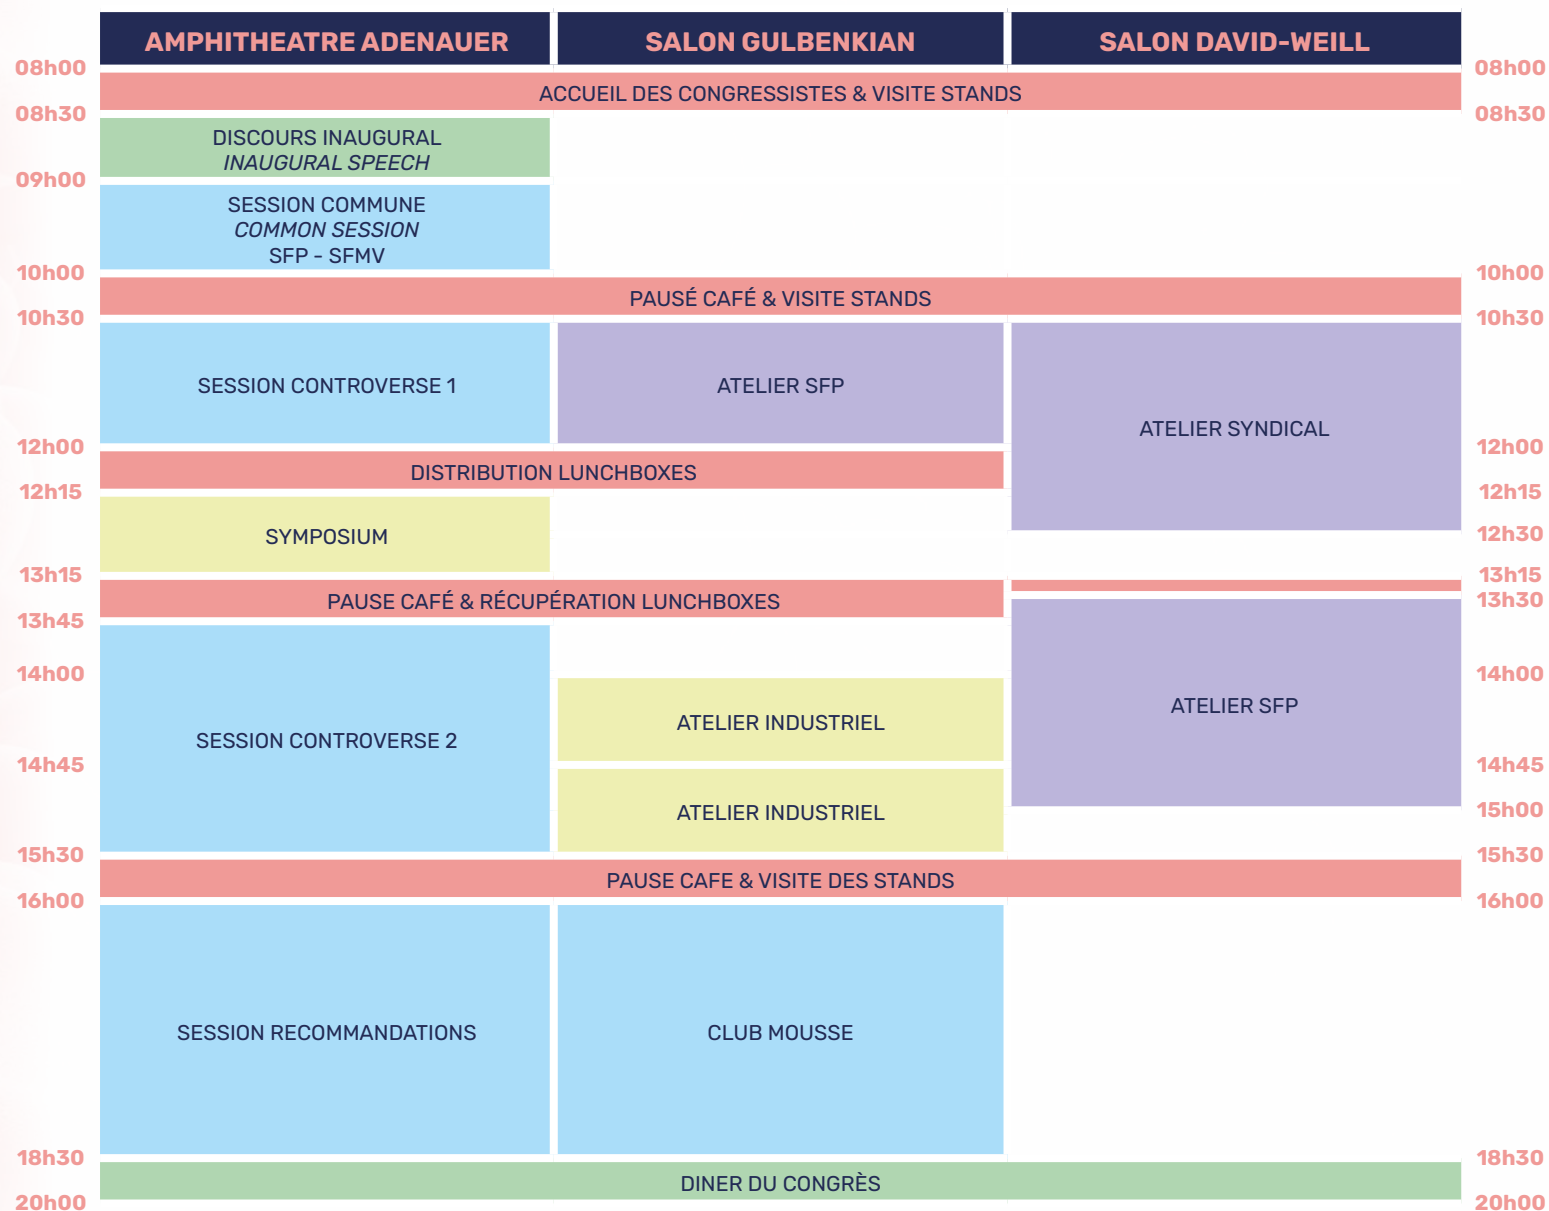 AMPHITHEATRE ADENAUER
SALON GULBENKIAN
SALON DAVID-WEILL
08h00
08h00
ACCUEIL DES CONGRESSISTES & VISITE STANDS
08h30
08h30
DISCOURS INAUGURAL
INAUGURAL SPEECH
09h00
SESSION COMMUNE
COMMON SESSION
SFP - SFMV
10h00
10h00
PAUSÉ CAFÉ & VISITE STANDS
10h30
10h30
SESSION CONTROVERSE 1
ATELIER SFP
ATELIER SYNDICAL
12h00
12h00
DISTRIBUTION LUNCHBOXES
12h15
12h15
SYMPOSIUM
12h30
13h15
13h15
PAUSE CAFÉ & RÉCUPÉRATION LUNCHBOXES
13h30
13h45
14h00
14h00
ATELIER SFP
ATELIER INDUSTRIEL
SESSION CONTROVERSE 2
14h45
14h45
ATELIER INDUSTRIEL
15h00
15h30
15h30
PAUSE CAFE & VISITE DES STANDS
16h00
16h00
SESSION RECOMMANDATIONS
CLUB MOUSSE
18h30
18h30
DINER DU CONGRÈS
20h00
20h00